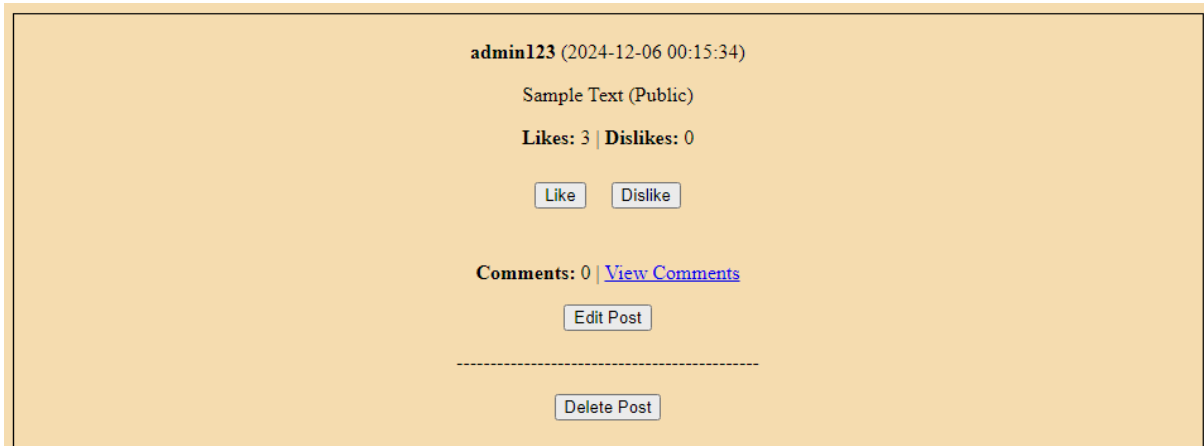 admin123 (2024-12-06 00:15:34)
Sample Text (Public)
Likes: 3 | Dislikes: 0
Like Dislike
Comments: 0 | View Comments
Edit Post
---------------------------------------------
Delete Post